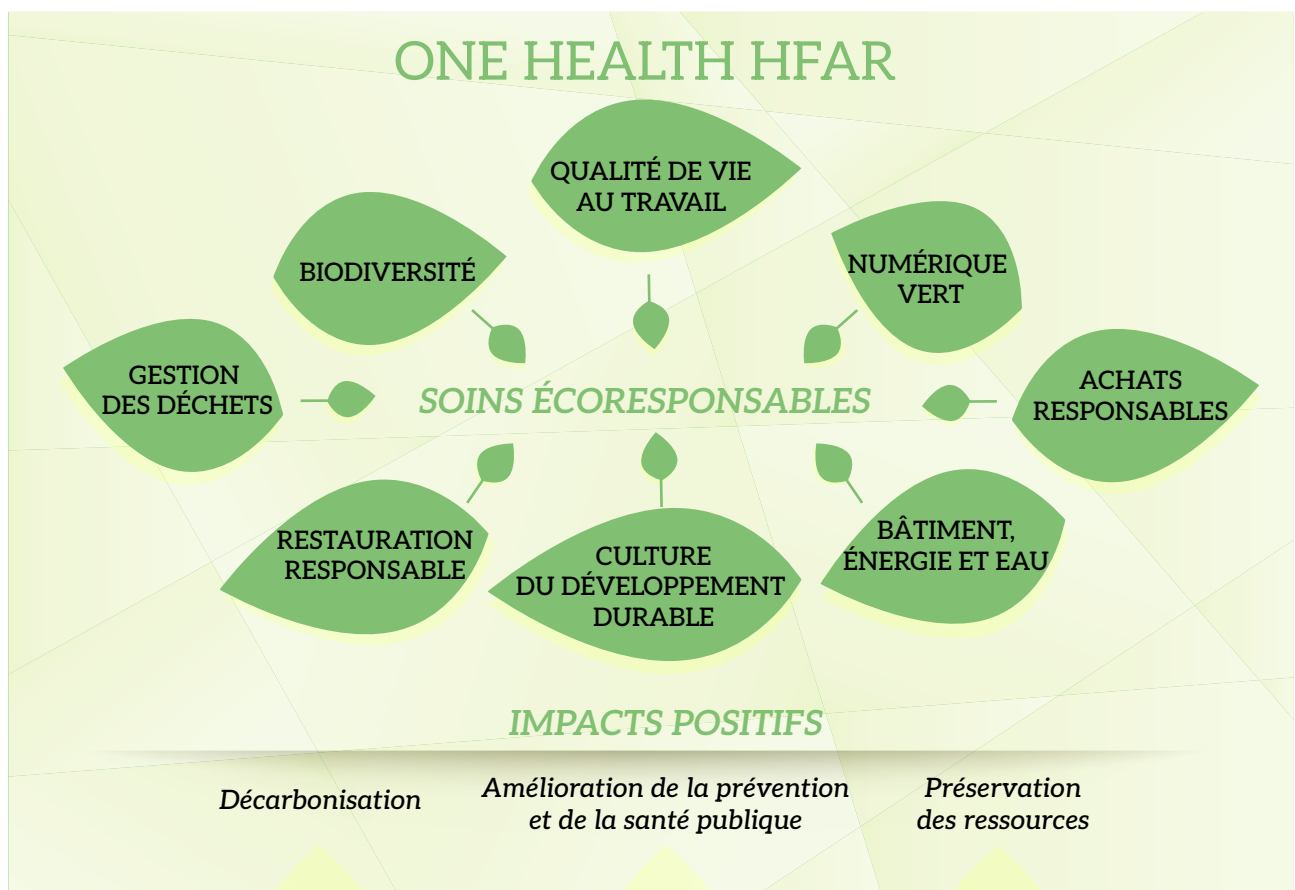 ONE HEALTH HFAR
QUALITÉ DE VIE
AU TRAVAIL
BIODIVERSITÉ
NUMÉRIQUE
VERT
GESTION
DES DÉCHETS
SOINS ÉCORESPONSABLES
ACHATS
RESPONSABLES
RESTAURATION
RESPONSABLE
CULTURE
DU DÉVELOPPEMENT
DURABLE
BÂTIMENT,
ÉNERGIE ET EAU
IMPACTS POSITIFS
Décarbonisation
Amélioration de la prévention
et de la santé publique
Préservation
des ressources